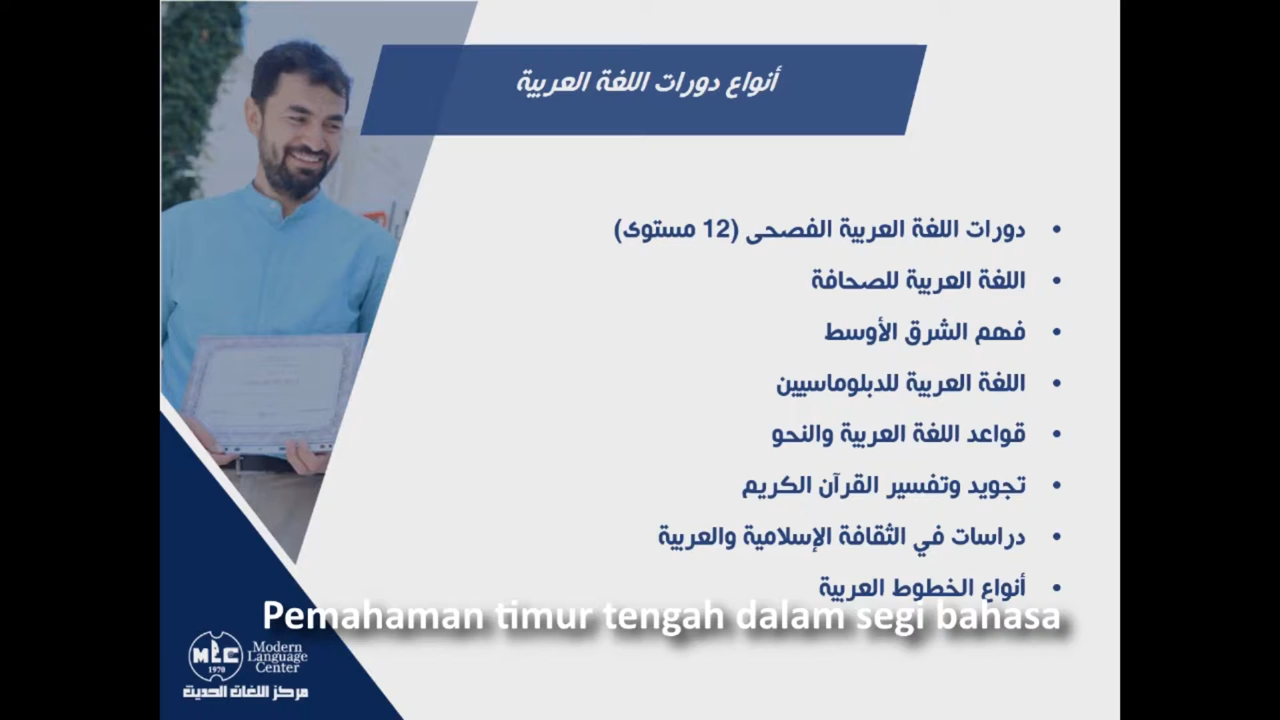 أنواع دورات اللغة العربية
• دورات اللغة العربية الفصحى (12 مستوى)
• اللغة العربية للصحافة
• فهم الشرق الأوسط
• اللغة العربية للدبلوماسيين
• قواعد اللغة العربية والنحو
• تجويد وتفسير القرآن الكريم
• دراسات في الثقافة الإسلامية والعربية
• أنواع الخطوط العربية
Pemahaman timur tengah dalam segi bahasa
MLC
1970
Modern
Language
Center
مركز اللغات الحديث